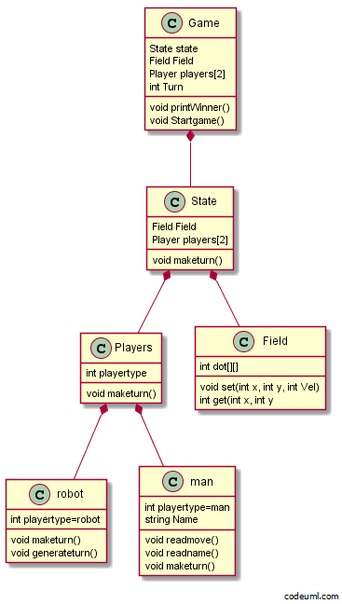 C Game
State state
Field Field
Player players[2]
int Turn
void printWinner()
void Startgame()
C State
Field Field
Player players[2]
void maketurn()
C Players
int playertype
void maketurn()
C Field
int dot[][]
void set(int x, int y, int Vel)
int get(int x, int y
C robot
int playertype=robot
void maketurn()
void generateturn()
C man
int playertype=man
string Name
void readmove()
void readname()
void maketurn()
codeuml.com